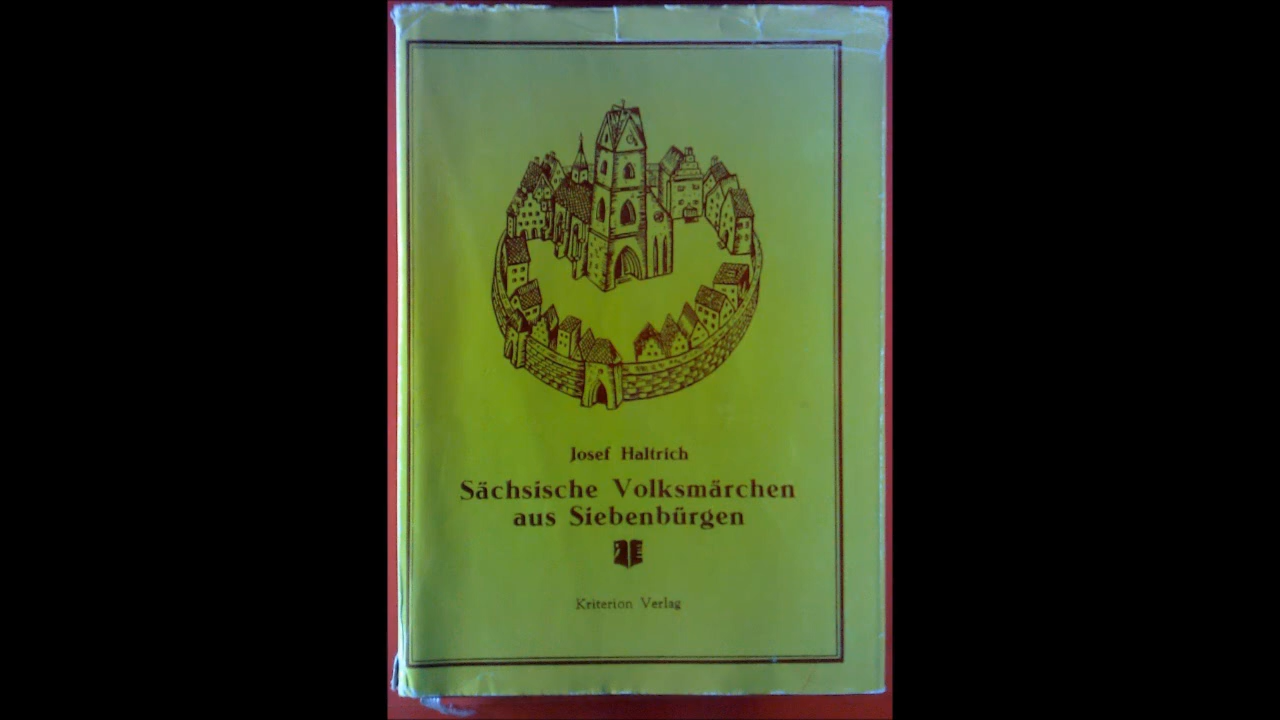 Josef Haltrich
Sächsische Volksmärchen
aus Siebenbürgen
Kriterion Verlag